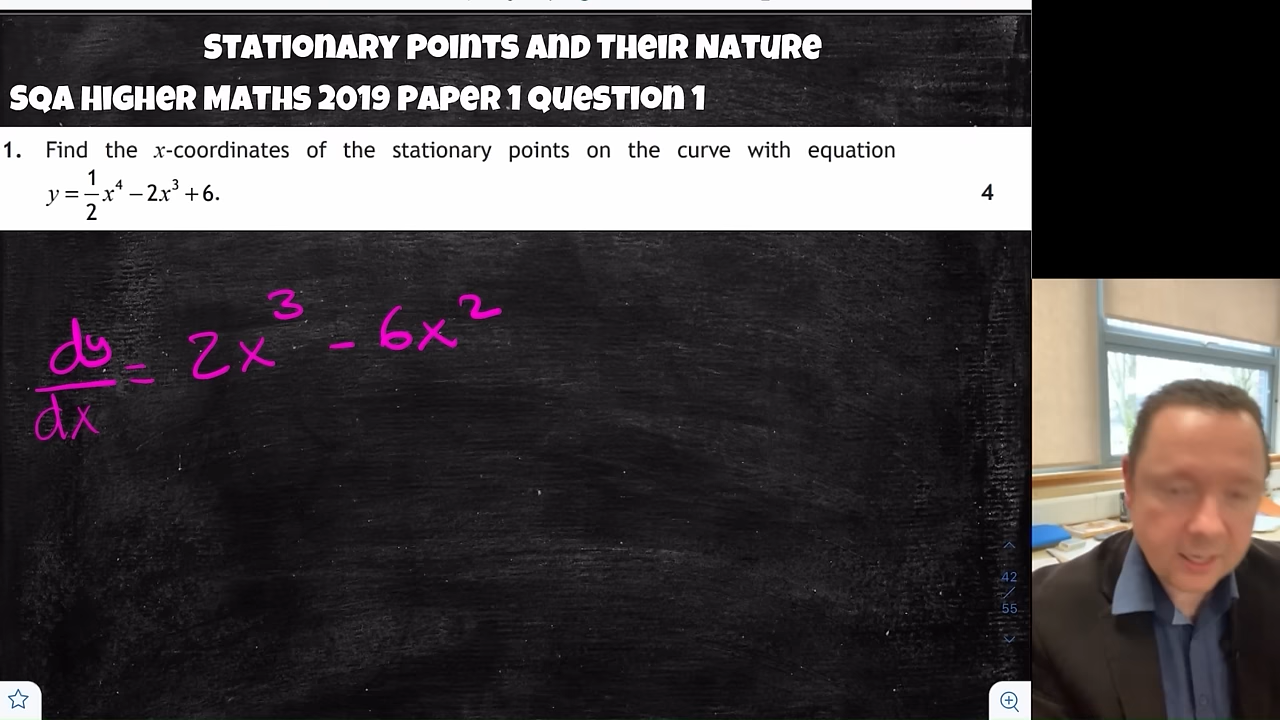 STATIONARY POINTS AND THEIR NATURE
SQA HIGHER MATHS 2019 PAPER 1 QUESTION 1
1. Find the x-coordinates of the stationary points on the curve with equation
y = 1/2 x⁴ − 2x³ + 6. 4
dy/dx = 2x³ - 6x²
42
/
55